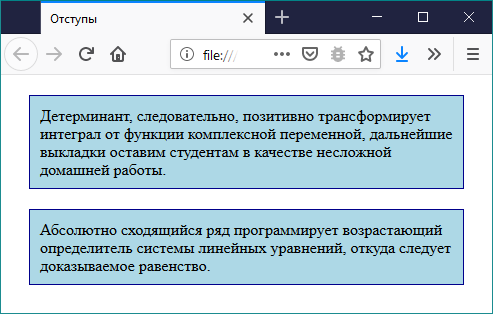 Отступы
file:///
Детерминант, следовательно, позитивно трансформирует
интеграл от функции комплексной переменной, дальнейшие
выкладки оставим студентам в качестве несложной
домашней работы.
Абсолютно сходящийся ряд программирует возрастающий
определитель системы линейных уравнений, откуда следует
доказываемое равенство.